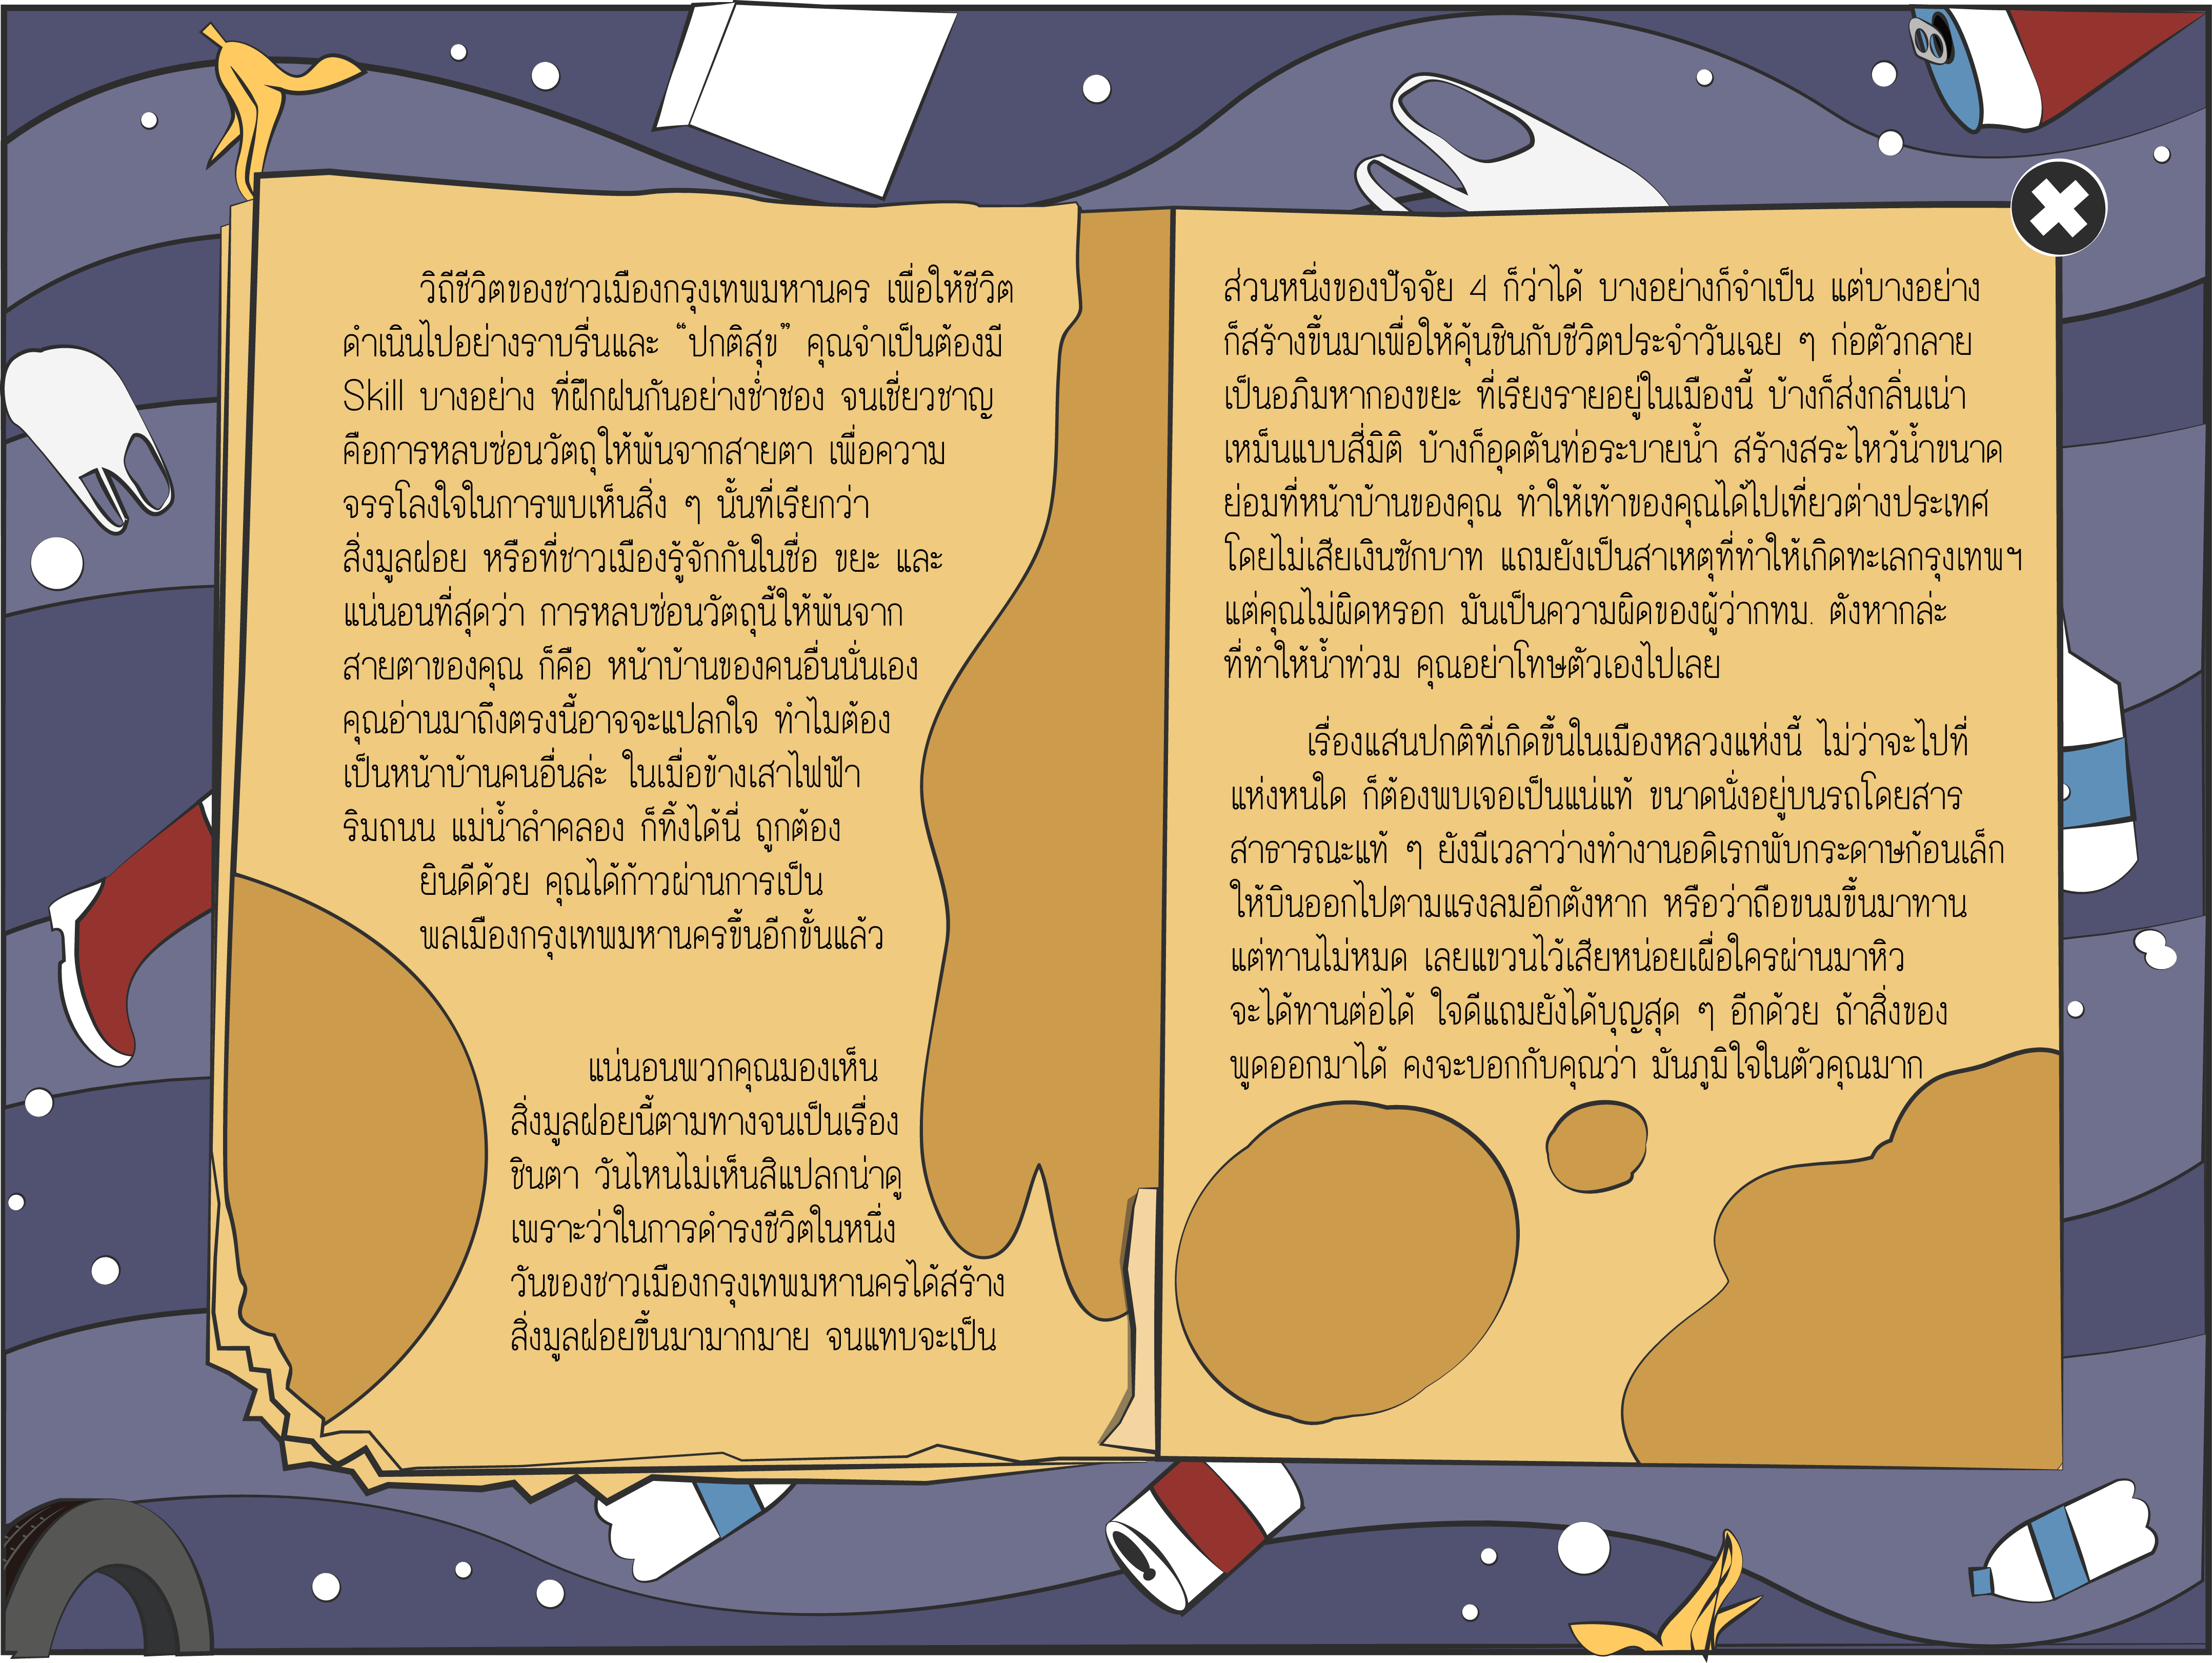 วิถีชีวิตของชาวเมืองกรุงเทพมหานคร เพื่อให้ชีวิต
ดำเนินไปอย่างราบรื่นและ “ปกติสุข” คุณจำเป็นต้องมี
Skill บางอย่าง ที่ฝึกฝนกันอย่างช่ำชอง จนเชี่ยวชาญ
คือการหลบซ่อนวัตถุให้พ้นจากสายตา เพื่อความ
จรรโลงใจในการพบเห็นสิ่ง ๆ นั้นที่เรียกว่า
สิ่งมูลฝอย หรือที่ชาวเมืองรู้จักกันในชื่อ ขยะ และ
แน่นอนที่สุดว่า การหลบซ่อนวัตถุนี้ให้พ้นจาก
สายตาของคุณ ก็คือ หน้าบ้านของคนอื่นนั่นเอง
คุณอ่านมาถึงตรงนี้อาจจะแปลกใจ ทำไมต้อง
เป็นหน้าบ้านคนอื่นล่ะ ในเมื่อข้างเสาไฟฟ้า
ริมถนน แม่น้ำลำคลอง ก็ทิ้งได้นี่ ถูกต้อง
ยินดีด้วย คุณได้ก้าวผ่านการเป็น
พลเมืองกรุงเทพมหานครขึ้นอีกขั้นแล้ว
แน่นอนพวกคุณมองเห็น
สิ่งมูลฝอยนี้ตามทางจนเป็นเรื่อง
ชินตา วันไหนไม่เห็นสิแปลกน่าดู
เพราะว่าในการดำรงชีวิตในหนึ่ง
วันของชาวเมืองกรุงเทพมหานครได้สร้าง
สิ่งมูลฝอยขึ้นมามากมาย จนแทบจะเป็น
ส่วนหนึ่งของปัจจัย 4 ก็ว่าได้ บางอย่างก็จำเป็น แต่บางอย่าง
ก็สร้างขึ้นมาเพื่อให้คุ้นชินกับชีวิตประจำวันเฉย ๆ ก่อตัวกลาย
เป็นอภิมหากองขยะ ที่เรียงรายอยู่ในเมืองนี้ บ้างก็ส่งกลิ่นเน่า
เหม็นแบบสี่มิติ บ้างก็อุดตันท่อระบายน้ำ สร้างสระไหว้น้ำขนาด
ย่อมที่หน้าบ้านของคุณ ทำให้เท้าของคุณได้ไปเที่ยวต่างประเทศ
โดยไม่เสียเงินซักบาท แถมยังเป็นสาเหตุที่ทำให้เกิดทะเลกรุงเทพฯ
แต่คุณไม่ผิดหรอก มันเป็นความผิดของผู้ว่ากทม. ตังหากล่ะ
ที่ทำให้น้ำท่วม คุณอย่าโทษตัวเองไปเลย
เรื่องแสนปกติที่เกิดขึ้นในเมืองหลวงแห่งนี้ ไม่ว่าจะไปที่
แห่งหนใด ก็ต้องพบเจอเป็นแน่แท้ ขนาดนั่งอยู่บนรถโดยสาร
สาธารณะแท้ ๆ ยังมีเวลาว่างทำงานอดิเรกพับกระดาษก้อนเล็ก
ให้บินออกไปตามแรงลมอีกตังหาก หรือว่าถือขนมขึ้นมาทาน
แต่ทานไม่หมด เลยแขวนไว้เสียหน่อยเผื่อใครผ่านมาหิว
จะได้ทานต่อได้ ใจดีแถมยังได้บุญสุด ๆ อีกด้วย ถ้าสิ่งของ
พูดออกมาได้ คงจะบอกกับคุณว่า มันภูมิใจในตัวคุณมาก